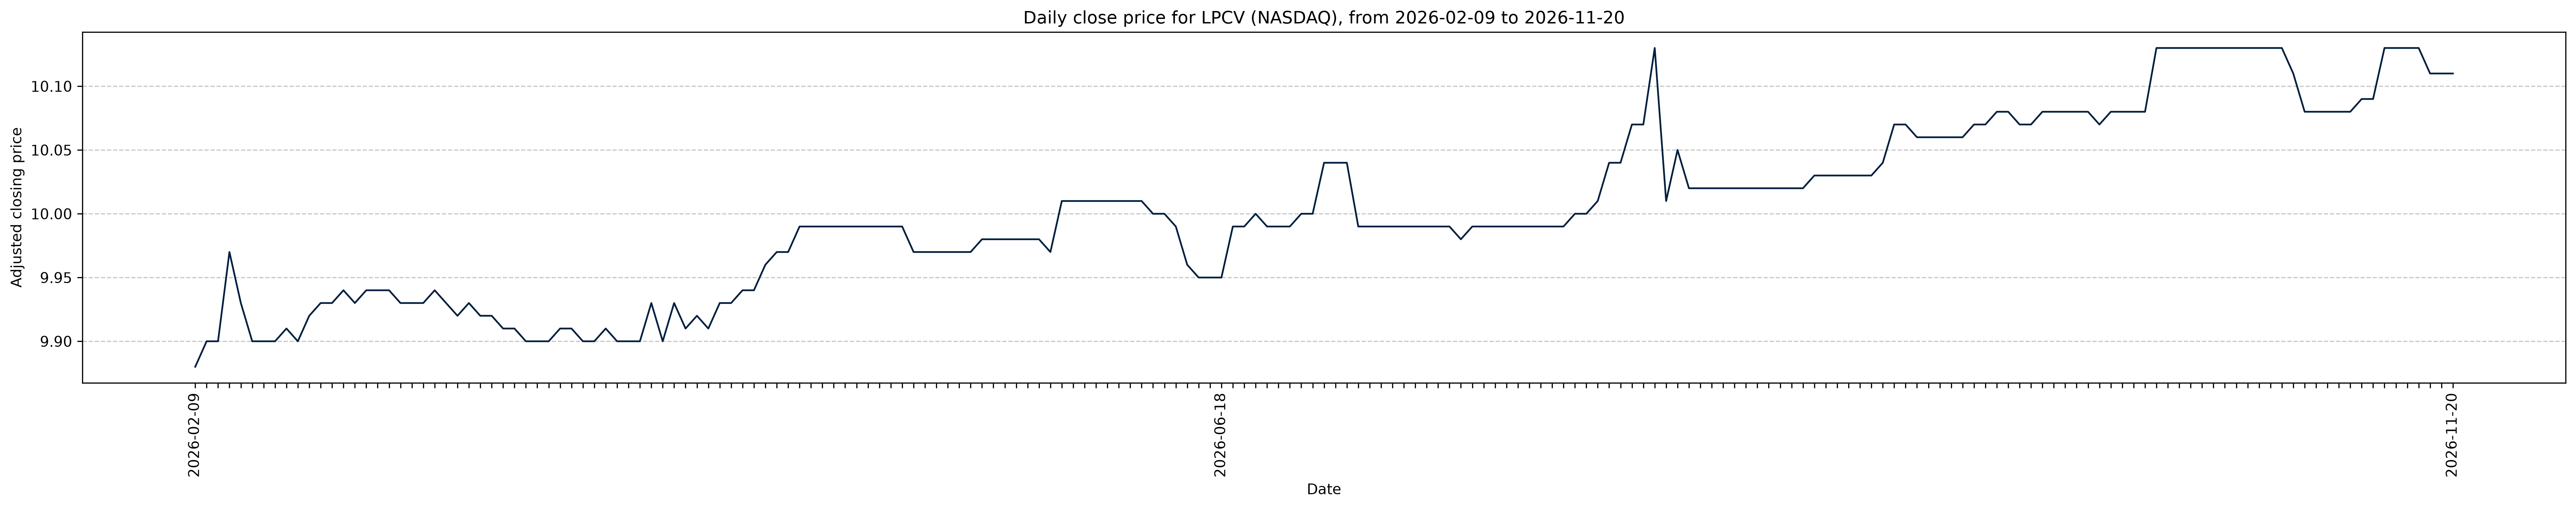 Daily close price for LPCV (NASDAQ), from 2026-02-09 to 2026-11-20
Adjusted closing price
10.10
10.05
10.00
9.95
9.90
2026-02-09
2026-06-18
2026-11-20
Date